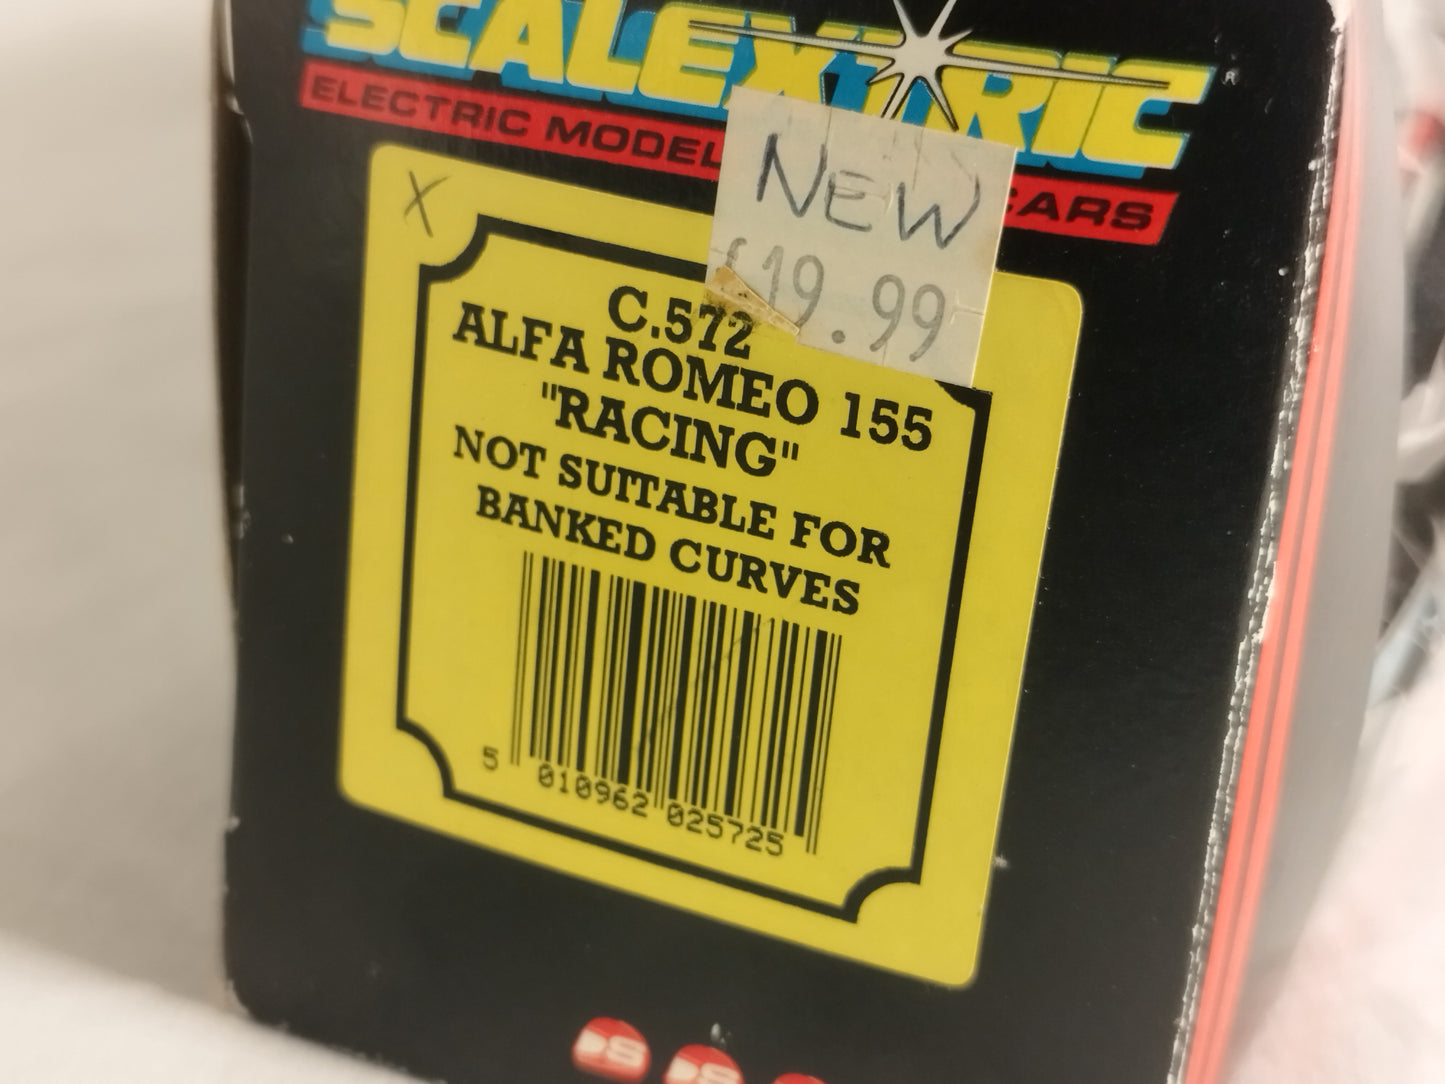 SCALEXTRIC
ELECTRIC MODEL CARS
NEW
£19.99
X
C.572
ALFA ROMEO 155
"RACING"
NOT SUITABLE FOR
BANKED CURVES
5 010962 025725